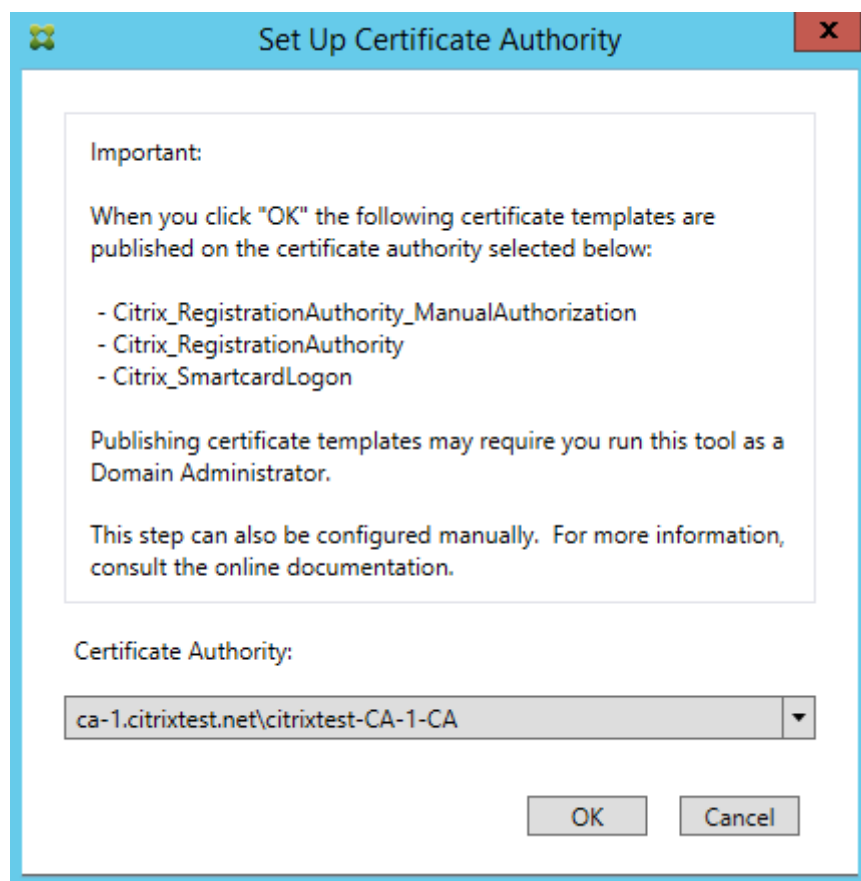 Set Up Certificate Authority
x
Important:
When you click "OK" the following certificate templates are
published on the certificate authority selected below:
- Citrix_RegistrationAuthority_ManualAuthorization
- Citrix_RegistrationAuthority
- Citrix_SmartcardLogon
Publishing certificate templates may require you run this tool as a
Domain Administrator.
This step can also be configured manually.  For more information,
consult the online documentation.
Certificate Authority:
ca-1.citrixtest.net\citrixtest-CA-1-CA
OK
Cancel